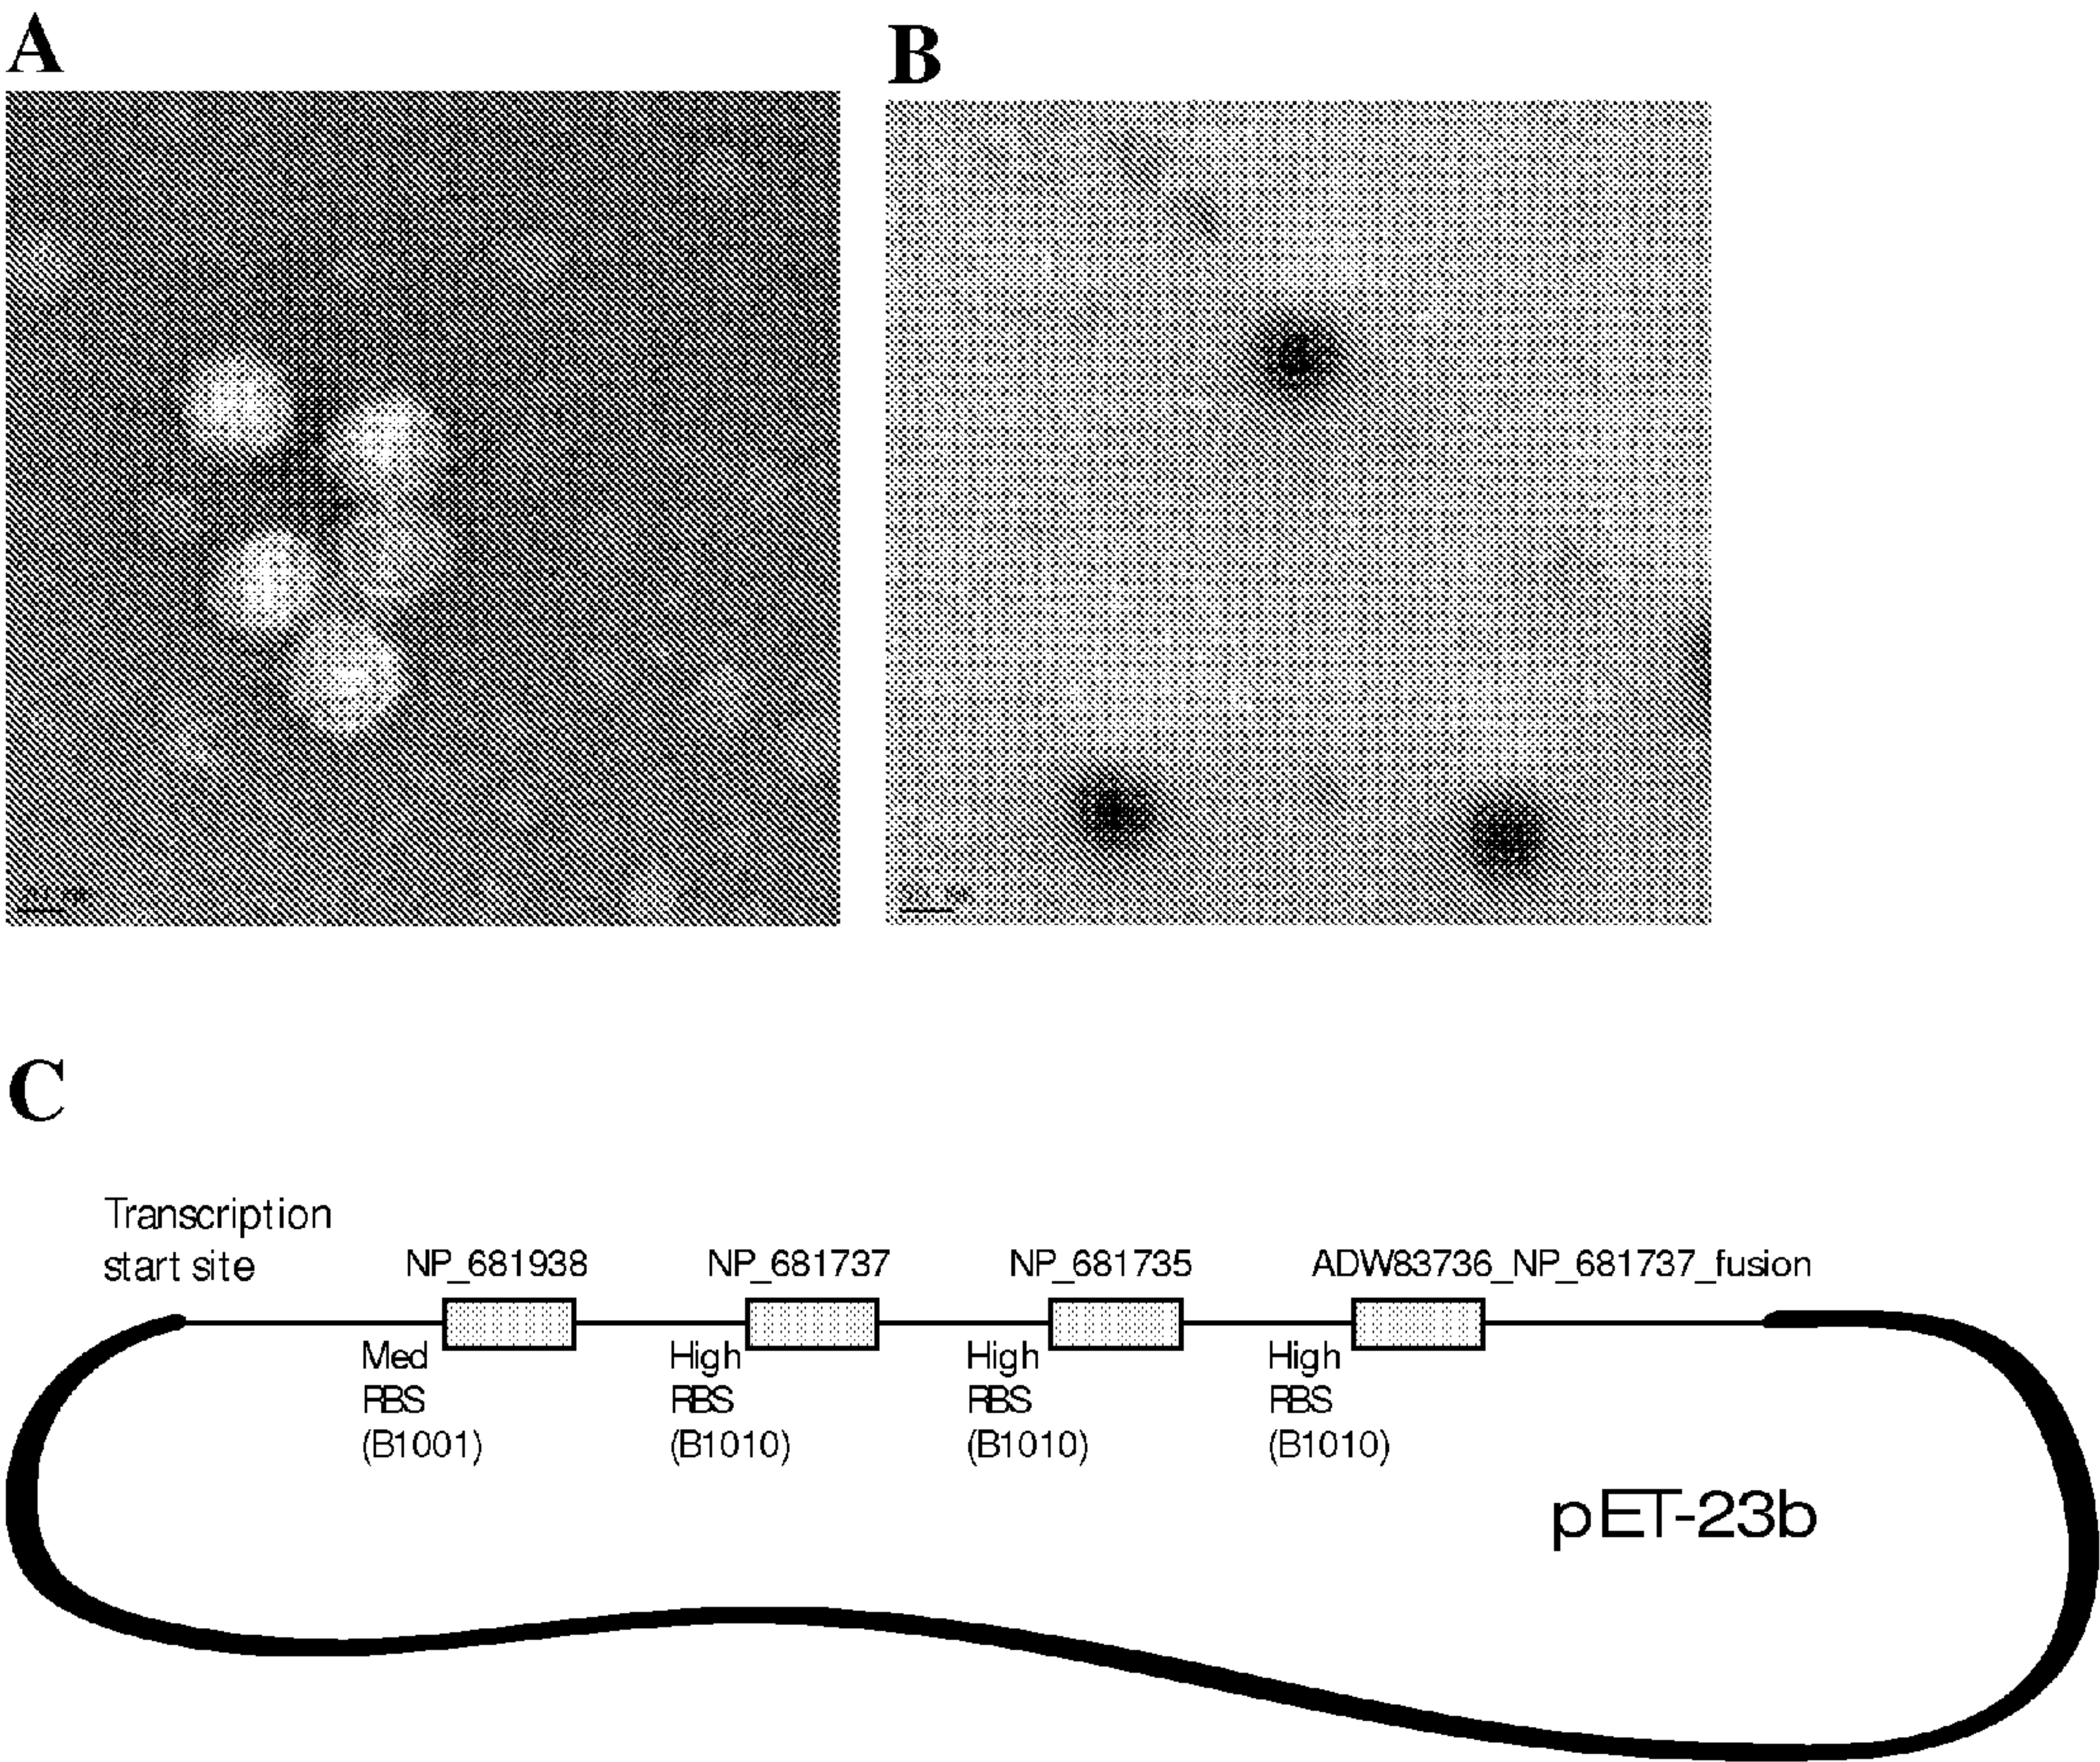 A
B
C
Transcription
start site
NP_681938
NP_681737
NP_681735
ADW83736_NP_681737_fusion
Med
RBS
(B1001)
High
RBS
(B1010)
High
RBS
(B1010)
High
RBS
(B1010)
pET-23b